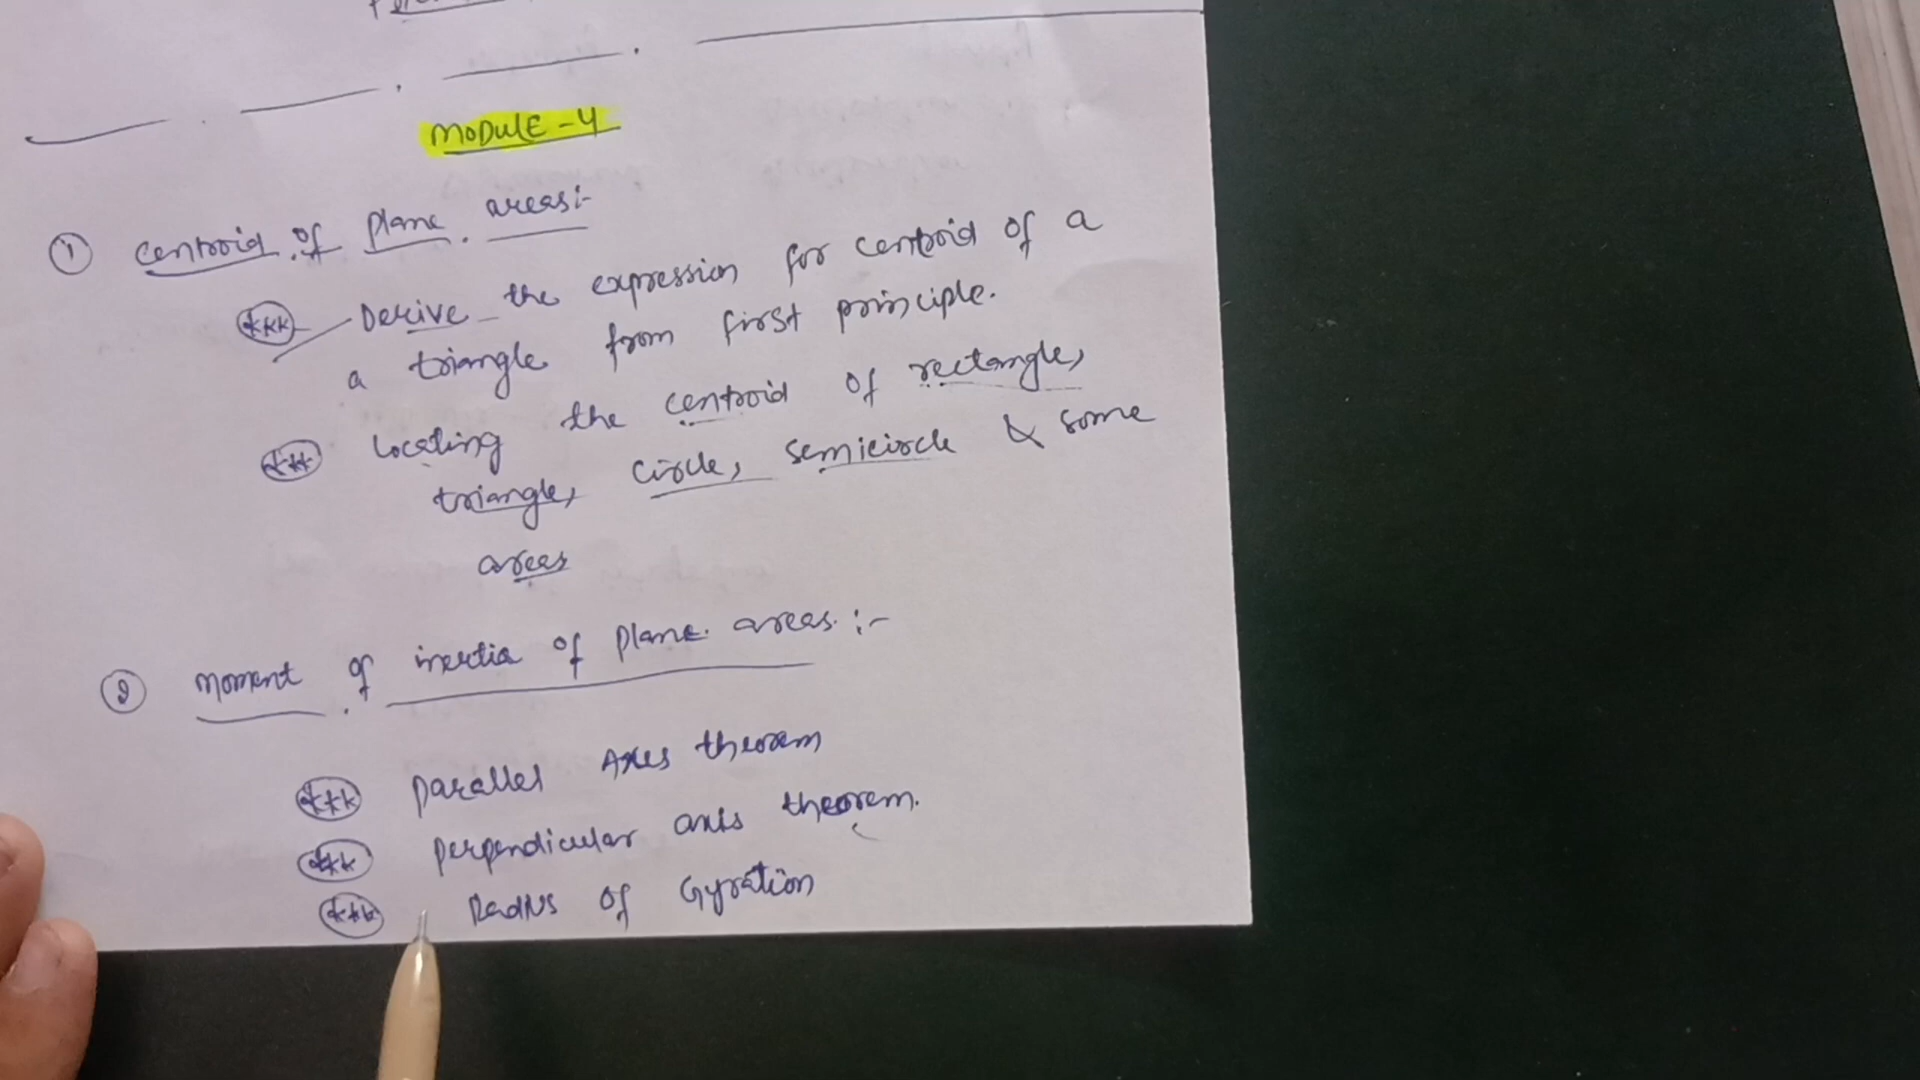 MODULE-4
① Centroid of plane areas:-
*** Derive the expression for centroid of a
a triangle from first principle.
*** Locating the centroid of rectangle,
triangle, circle, semicircle & some
areas
② Moment of inertia of plane areas:-
*** parallel Axes theorem
*** perpendicular axis theorem.
*** Radius of Gyration